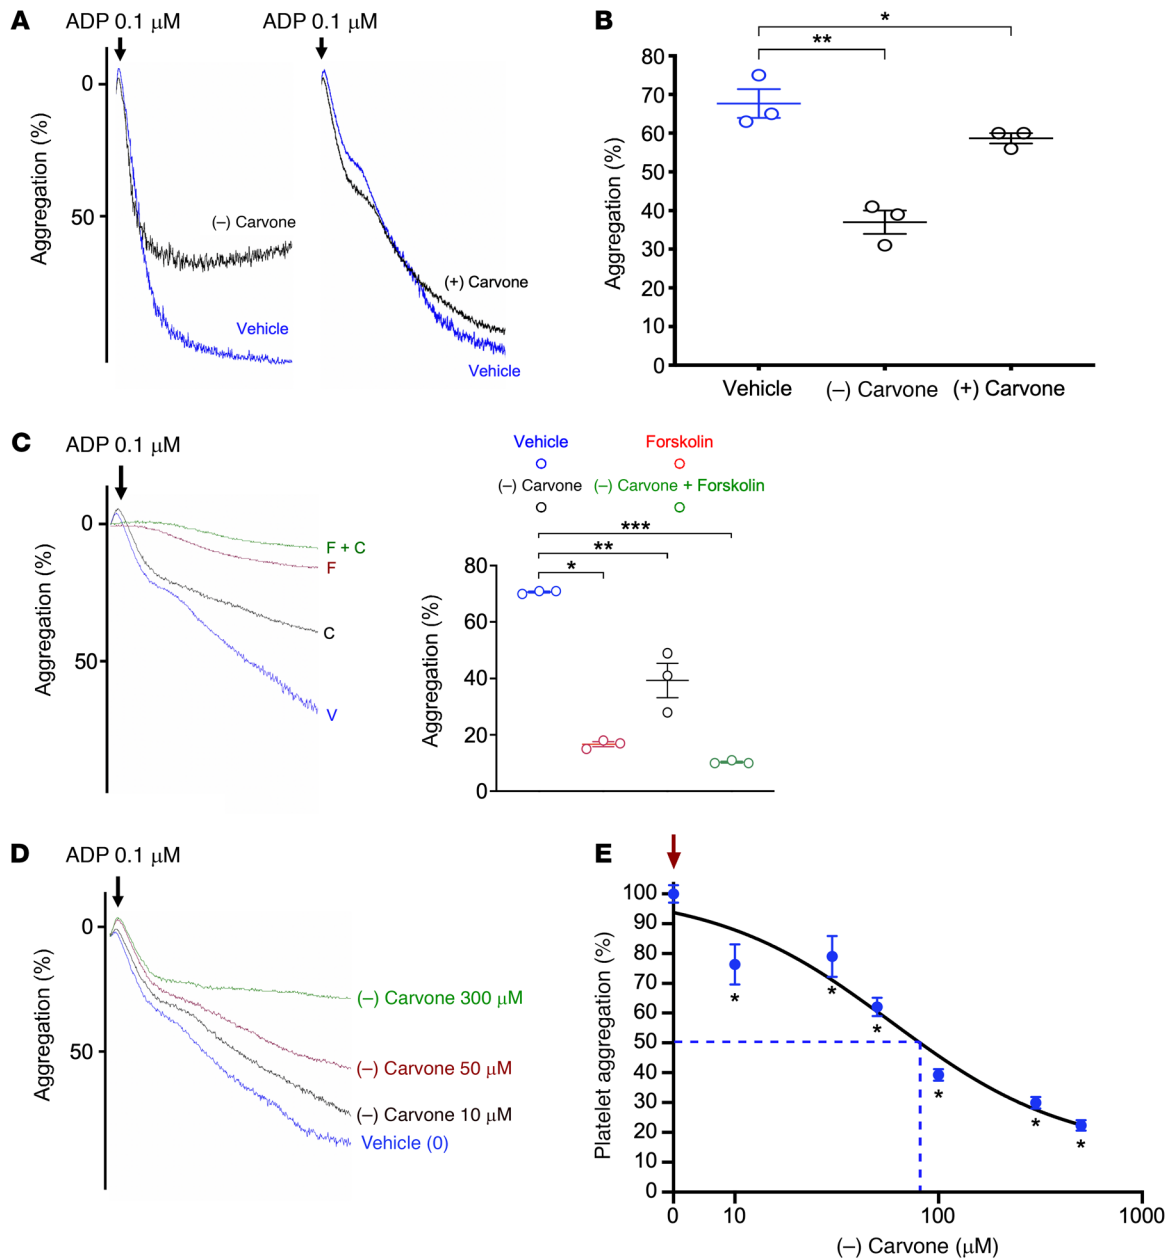 A
ADP 0.1 μM
ADP 0.1 μM
0
50
Aggregation (%)
(–) Carvone
Vehicle
(+) Carvone
Vehicle
B
*
**
80
70
60
50
40
30
20
10
0
Aggregation (%)
Vehicle
(–) Carvone
(+) Carvone
C
ADP 0.1 μM
0
50
Aggregation (%)
F + C
F
C
V
Vehicle
Forskolin
(–) Carvone
(–) Carvone + Forskolin
***
**
*
80
60
40
20
0
Aggregation (%)
D
ADP 0.1 μM
0
50
Aggregation (%)
(–) Carvone 300 μM
(–) Carvone 50 μM
(–) Carvone 10 μM
Vehicle (0)
E
100
90
80
70
60
50
40
30
20
10
0
Platelet aggregation (%)
*
*
*
*
*
*
0
10
100
1000
(–) Carvone (μM)